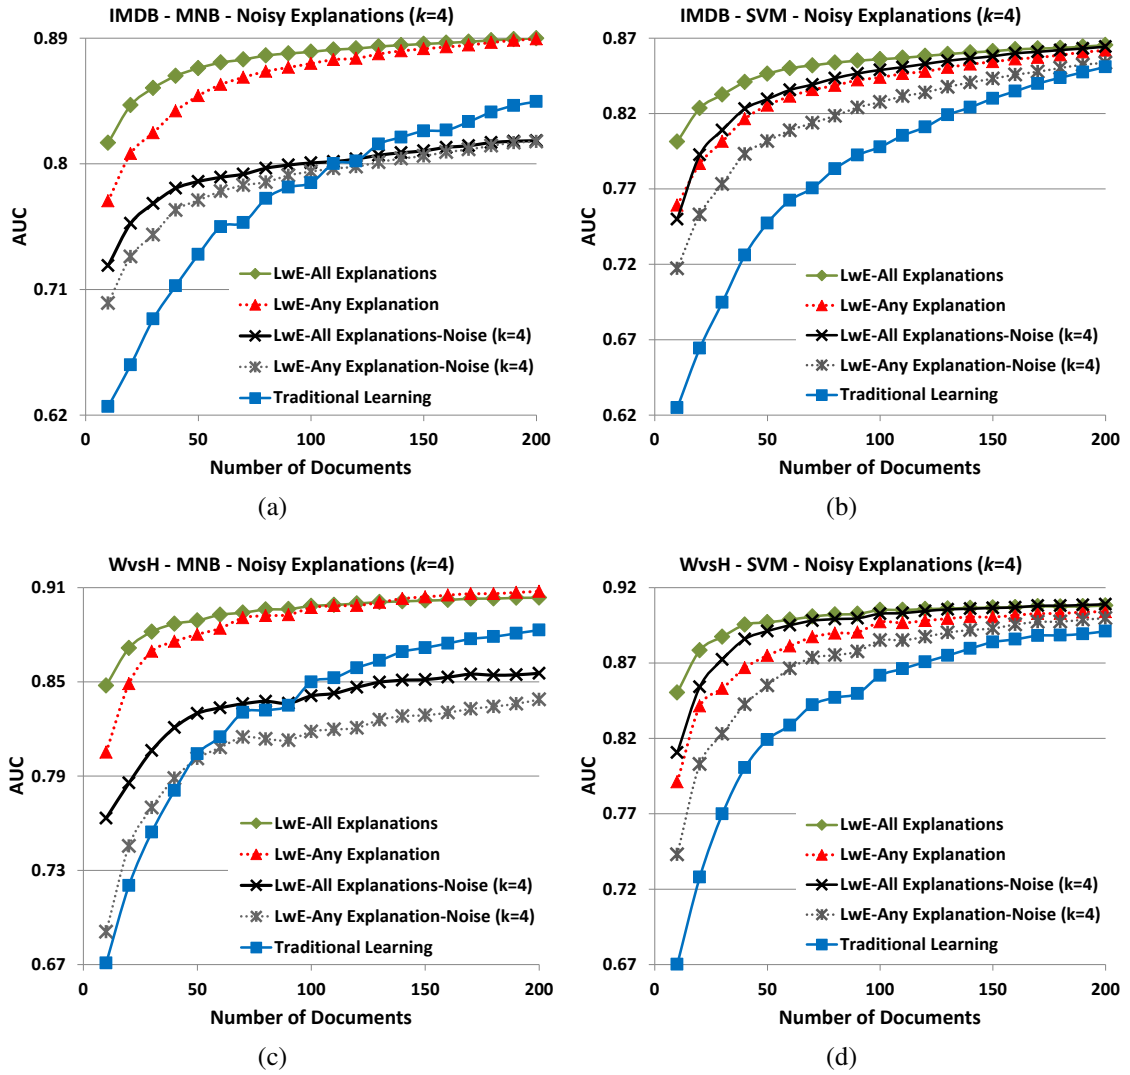 IMDB - MNB - Noisy Explanations (k=4)
0.89
0.8
0.71
0.62
AUC
LwE-All Explanations
LwE-Any Explanation
LwE-All Explanations-Noise (k=4)
LwE-Any Explanation-Noise (k=4)
Traditional Learning
0 50 100 150 200
Number of Documents
(a)
IMDB - SVM - Noisy Explanations (k=4)
0.87
0.82
0.77
0.72
0.67
0.62
AUC
LwE-All Explanations
LwE-Any Explanation
LwE-All Explanations-Noise (k=4)
LwE-Any Explanation-Noise (k=4)
Traditional Learning
0 50 100 150 200
Number of Documents
(b)
WvsH - MNB - Noisy Explanations (k=4)
0.91
0.85
0.79
0.73
0.67
AUC
LwE-All Explanations
LwE-Any Explanation
LwE-All Explanations-Noise (k=4)
LwE-Any Explanation-Noise (k=4)
Traditional Learning
0 50 100 150 200
Number of Documents
(c)
WvsH - SVM - Noisy Explanations (k=4)
0.92
0.87
0.82
0.77
0.72
0.67
AUC
LwE-All Explanations
LwE-Any Explanation
LwE-All Explanations-Noise (k=4)
LwE-Any Explanation-Noise (k=4)
Traditional Learning
0 50 100 150 200
Number of Documents
(d)